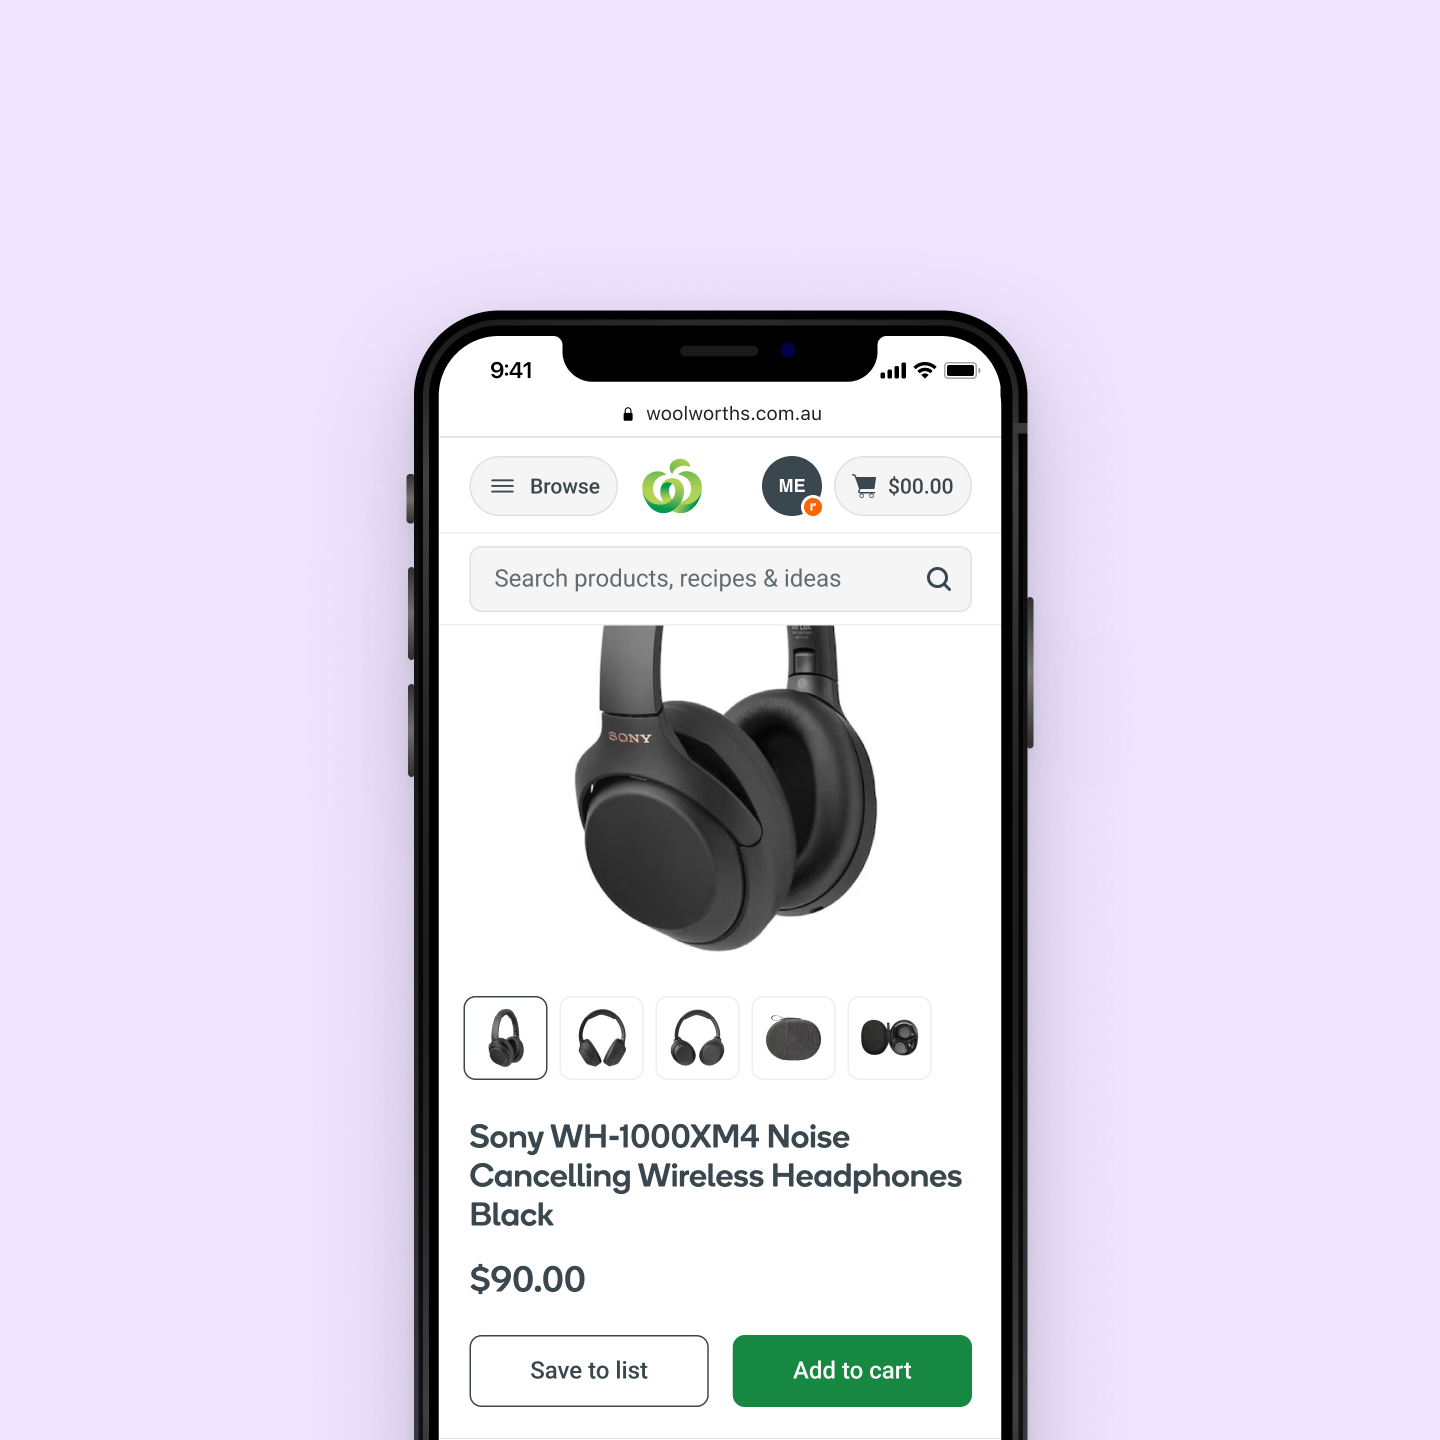 9:41
woolworths.com.au
Browse
ME
r
$00.00
Search products, recipes & ideas
SONY
Sony WH-1000XM4 Noise
Cancelling Wireless Headphones
Black
$90.00
Save to list
Add to cart